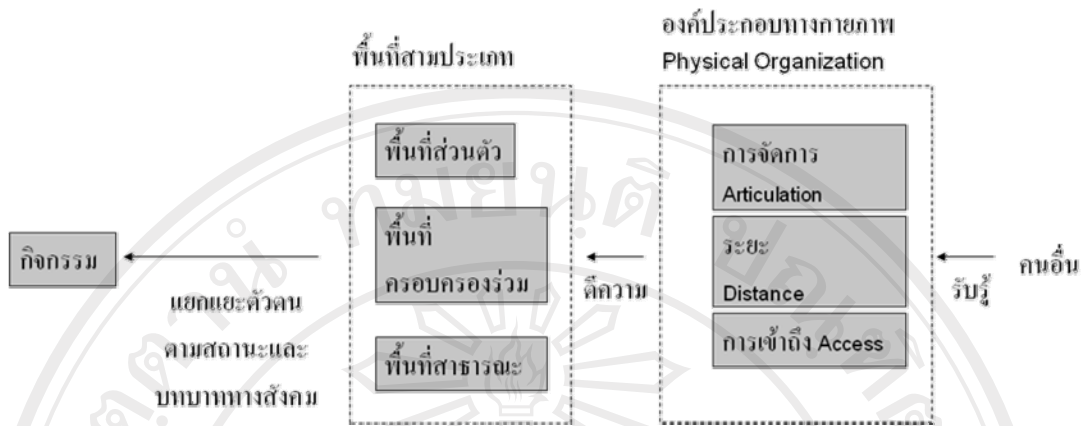 องค์ประกอบทางกายภาพ
พื้นที่สามประเภท
Physical Organization
พื้นที่ส่วนตัว
การจัดการ
Articulation
พื้นที่
ครอบครองร่วม
ระยะ
Distance
กิจกรรม
คนอื่น
ตีความ
รับรู้
แยกแยะตัวตน
ตามสถานะและ
บทบาททางสังคม
พื้นที่สาธารณะ
การเข้าถึง Access